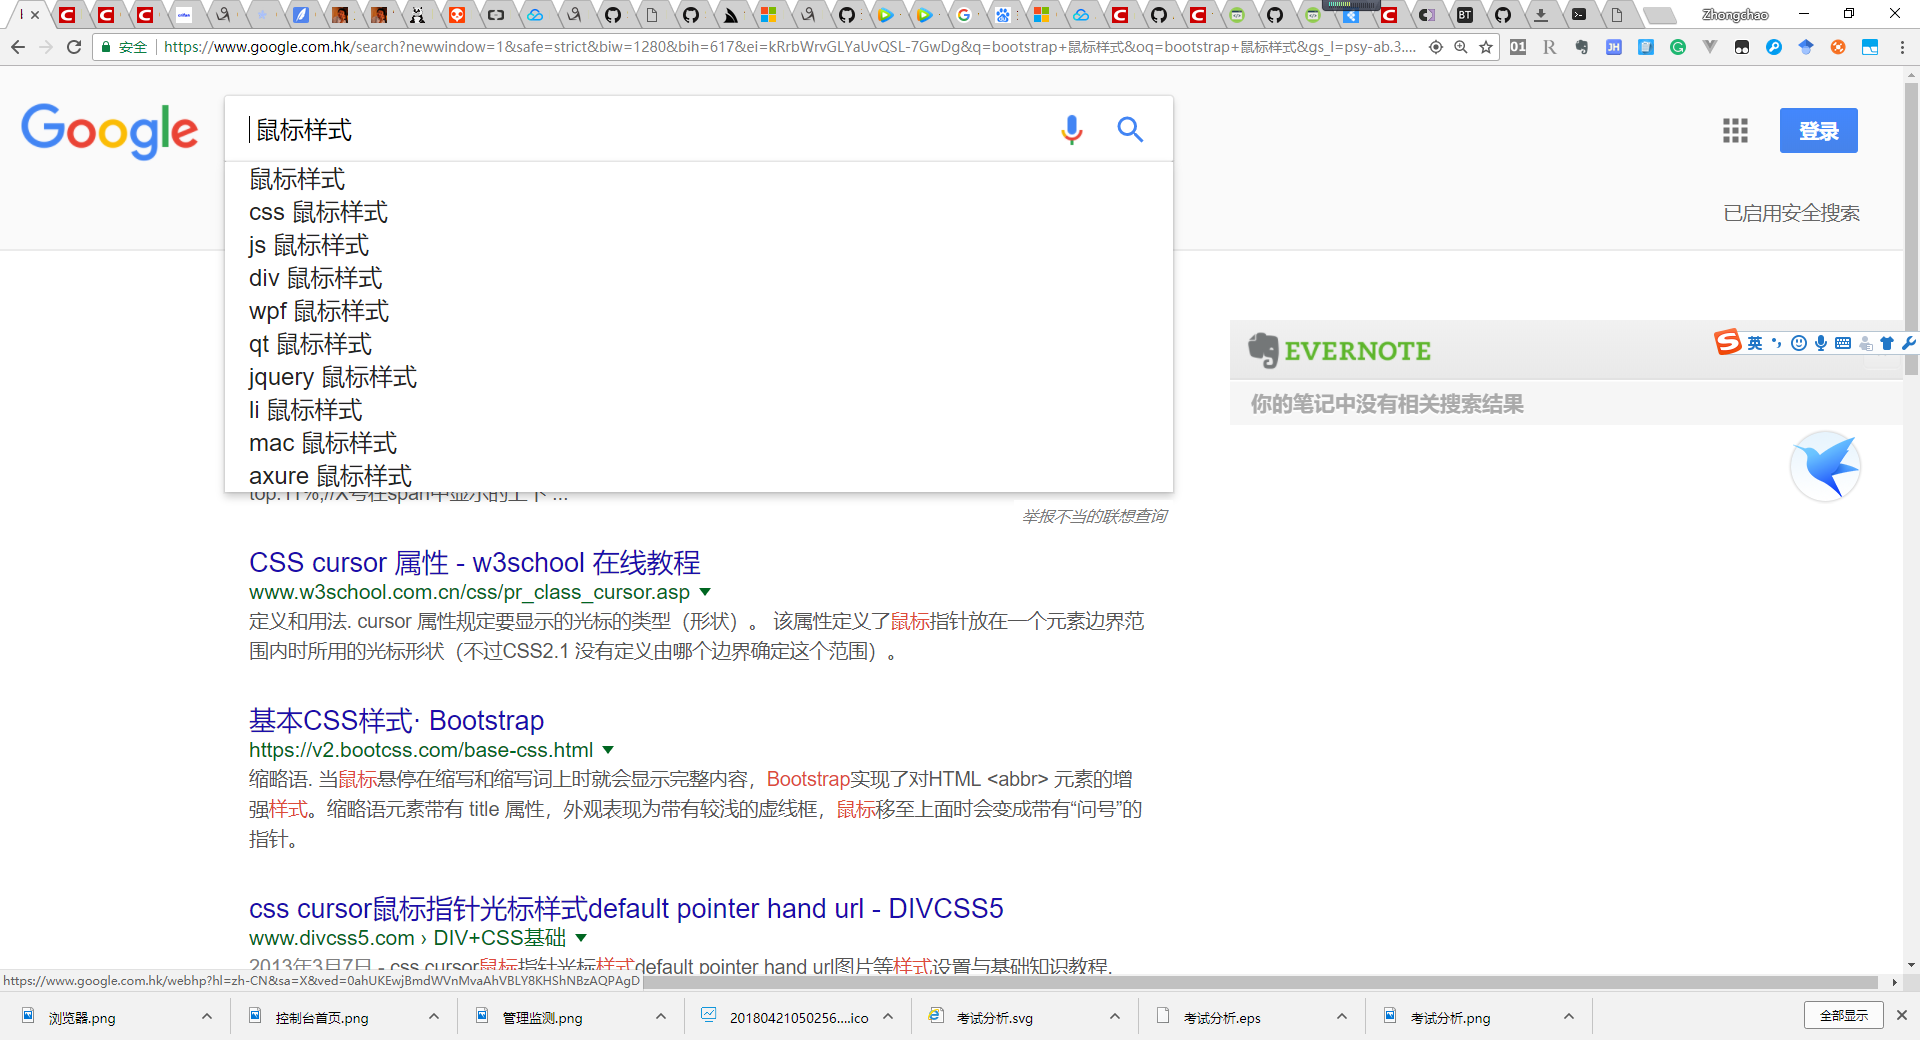 Zhongchao
安全 https://www.google.com.hk/search?newwindow=1&safe=strict&biw=1280&bih=617&ei=kRrbWrvGLYaUvQSL-7GwDg&q=bootstrap+鼠标样式&oq=bootstrap+鼠标样式&gs_l=psy-ab.3....
Google
鼠标样式
登录
鼠标样式
css 鼠标样式
js 鼠标样式
div 鼠标样式
wpf 鼠标样式
qt 鼠标样式
jquery 鼠标样式
li 鼠标样式
mac 鼠标样式
axure 鼠标样式
已启用安全搜索
EVERNOTE
英
你的笔记中没有相关搜索结果
top:11%;//X号在span中显示的上下 ...
举报不当的联想查询
CSS cursor 属性 - w3school 在线教程
www.w3school.com.cn/css/pr_class_cursor.asp
定义和用法. cursor 属性规定要显示的光标的类型（形状）。 该属性定义了鼠标指针放在一个元素边界范
围内时所用的光标形状（不过CSS2.1 没有定义由哪个边界确定这个范围）。
基本CSS样式· Bootstrap
https://v2.bootcss.com/base-css.html
缩略语. 当鼠标悬停在缩写和缩写词上时就会显示完整内容，Bootstrap实现了对HTML <abbr> 元素的增
强样式。缩略语元素带有 title 属性，外观表现为带有较浅的虚线框，鼠标移至上面时会变成带有“问号”的
指针。
css cursor鼠标指针光标样式default pointer hand url - DIVCSS5
www.divcss5.com › DIV+CSS基础
2013年3月7日 - css cursor鼠标指针光标样式default pointer hand url图片等样式设置与基础知识教程.
https://www.google.com.hk/webhp?hl=zh-CN&sa=X&ved=0ahUKEwjBmdWVnMvaAhVBLY8KHShNBzAQPAgD
浏览器.png
控制台首页.png
管理监测.png
20180421050256....ico
考试分析.svg
考试分析.eps
考试分析.png
全部显示